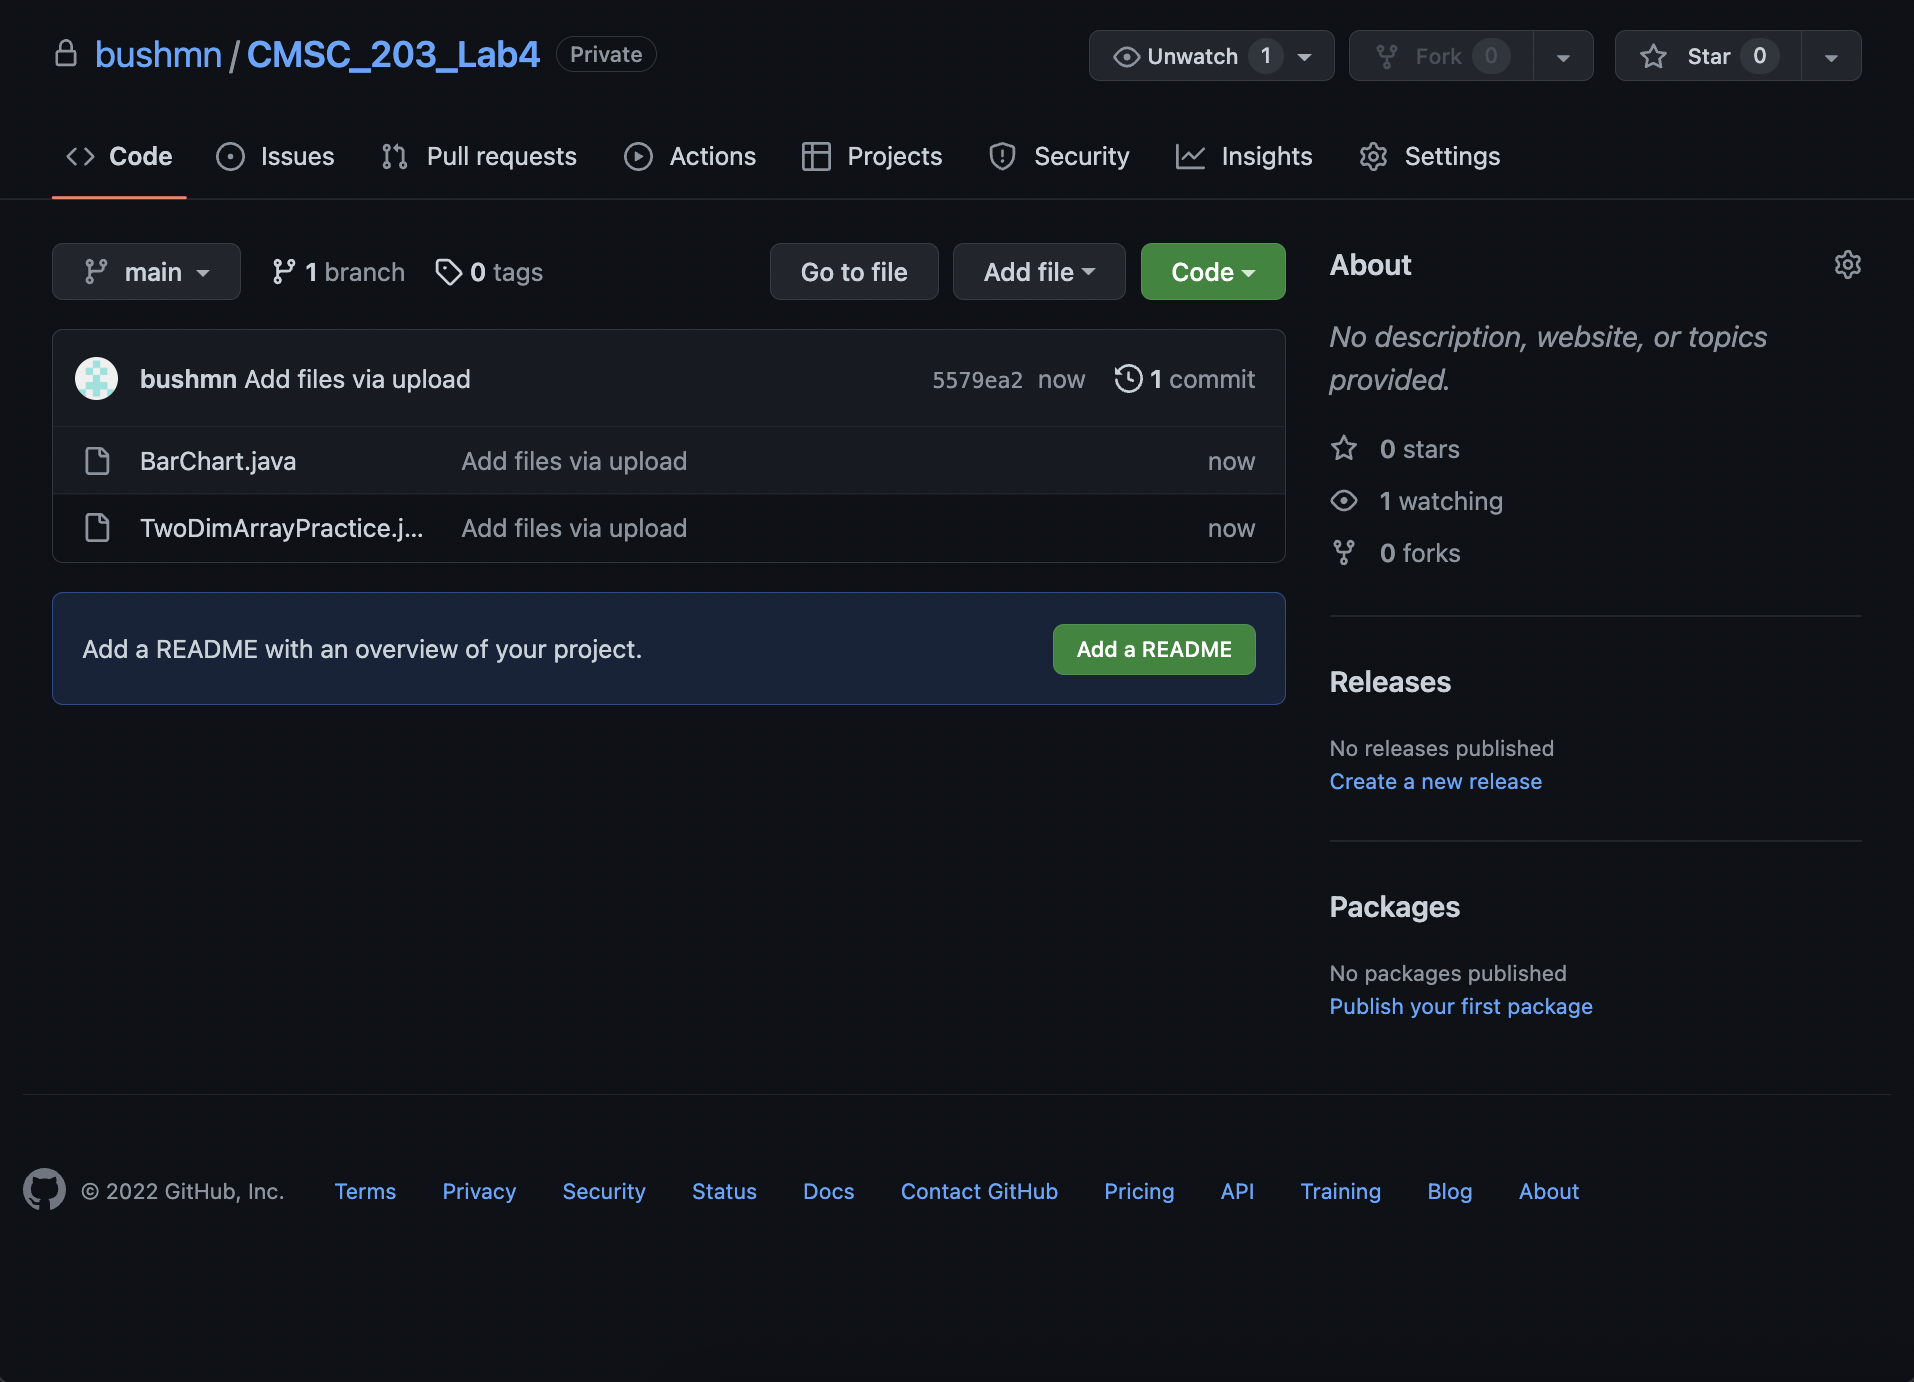 bushmn / CMSC_203_Lab4 Private Unwatch 1 Fork 0 Star 0
Code Issues Pull requests Actions Projects Security Insights Settings
main 1 branch 0 tags Go to file Add file Code
bushmn Add files via upload 5579ea2 now 1 commit
BarChart.java Add files via upload now
TwoDimArrayPractice.j... Add files via upload now
Add a README with an overview of your project. Add a README
About
No description, website, or topics
provided.
0 stars
1 watching
0 forks
Releases
No releases published
Create a new release
Packages
No packages published
Publish your first package
© 2022 GitHub, Inc. Terms Privacy Security Status Docs Contact GitHub Pricing API Training Blog About